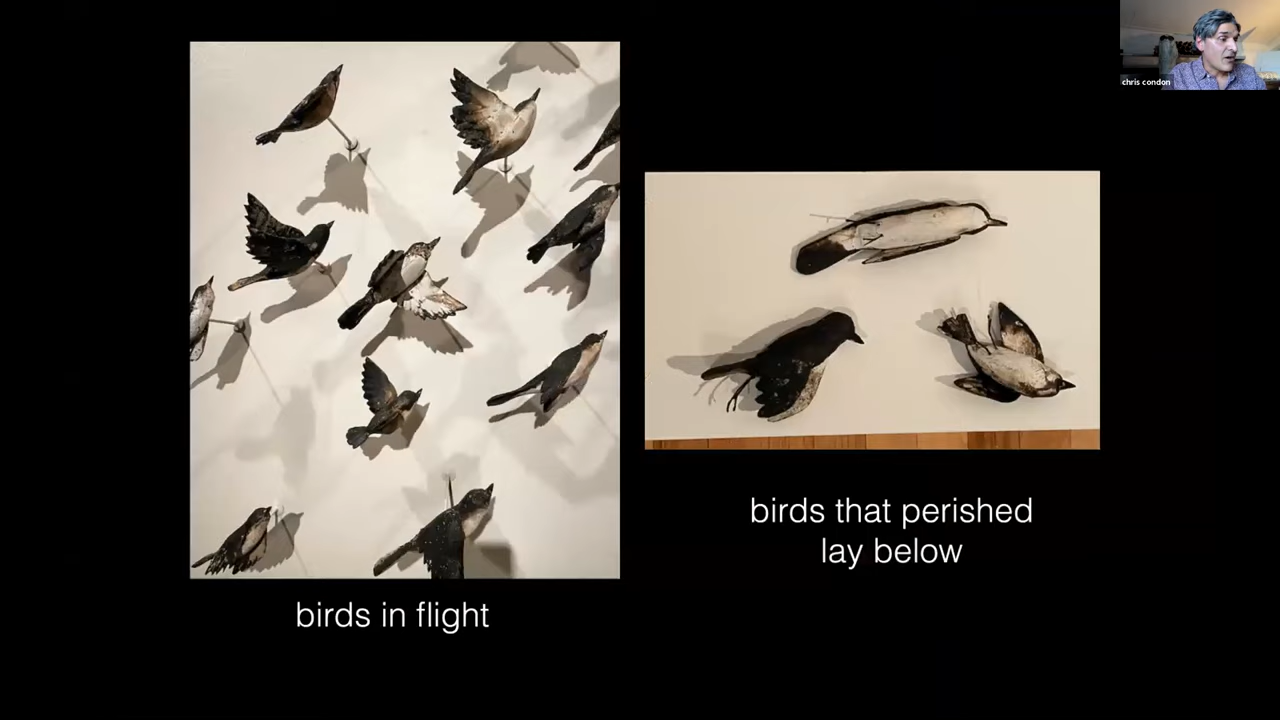 chris condon
birds that perished
lay below
birds in flight